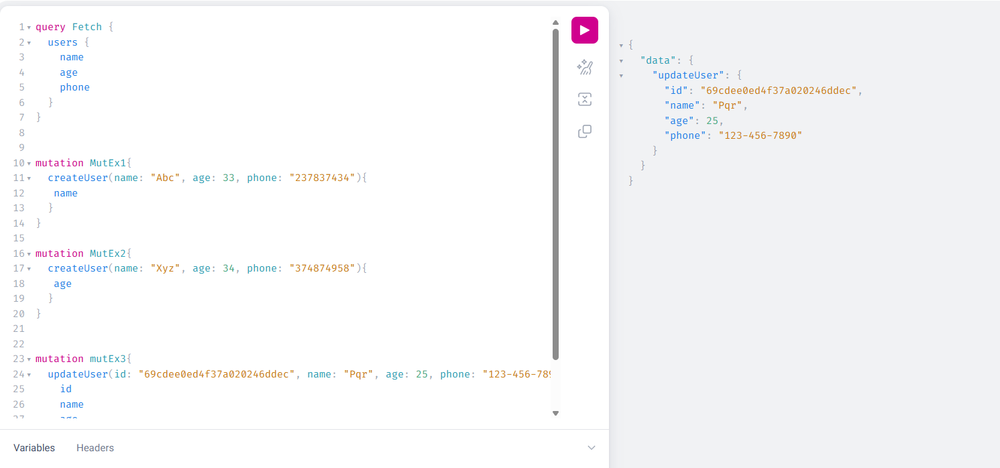 1 query Fetch {
2 users {
3 name
4 age
5 phone
6 }
7 }
8
9
10 mutation MutEx1{
11 createUser(name: "Abc", age: 33, phone: "237837434"){
12 name
13 }
14 }
15
16 mutation MutEx2{
17 createUser(name: "Xyz", age: 34, phone: "374874958"){
18 age
19 }
20 }
21
22
23 mutation mutEx3{
24 updateUser(id: "69cdee0ed4f37a020246ddec", name: "Pqr", age: 25, phone: "123-456-789
25 id
26 name
27 age
Variables Headers
{
"data": {
"updateUser": {
"id": "69cdee0ed4f37a020246ddec",
"name": "Pqr",
"age": 25,
"phone": "123-456-7890"
}
}
}